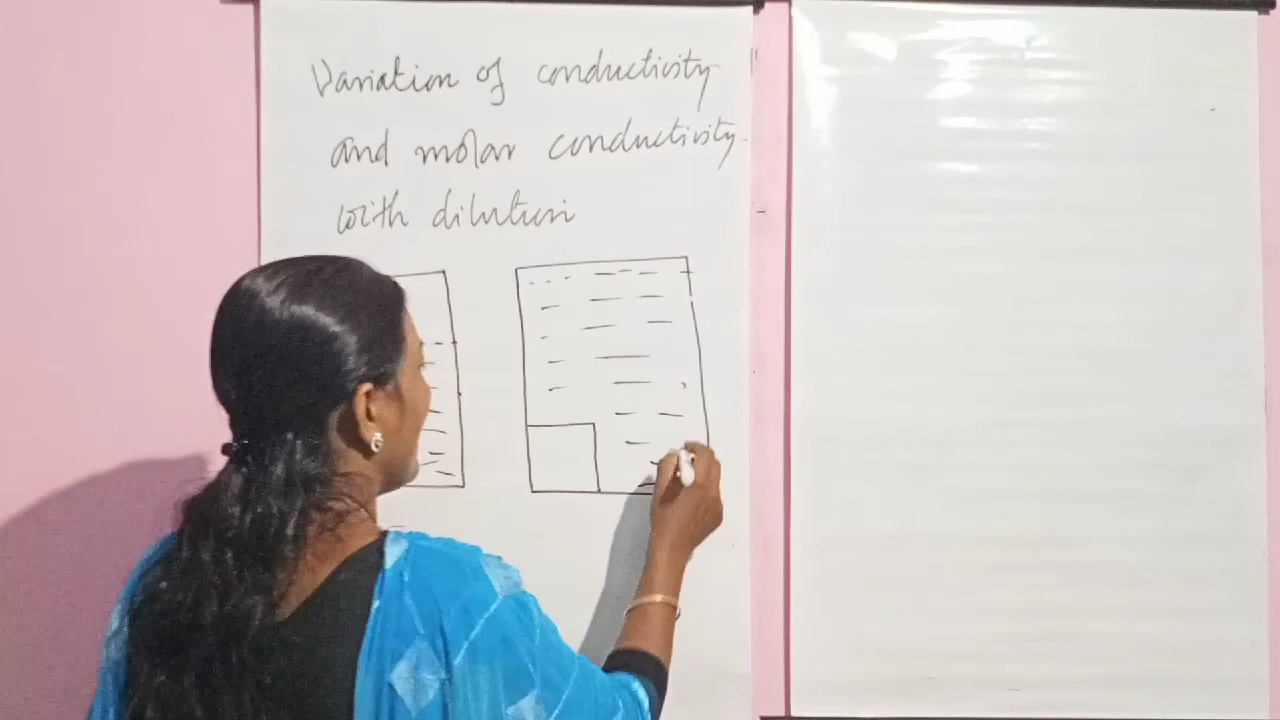 Variation of conductivity
and molar conductivity
with dilution